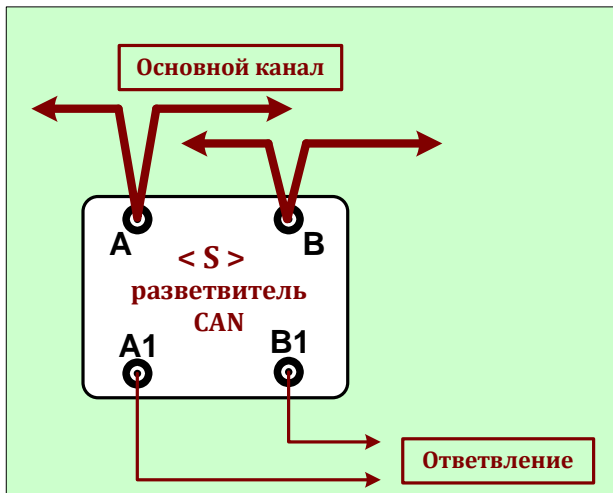 Основной канал
A B
< S >
разветвитель
CAN
A1 B1
Ответвление